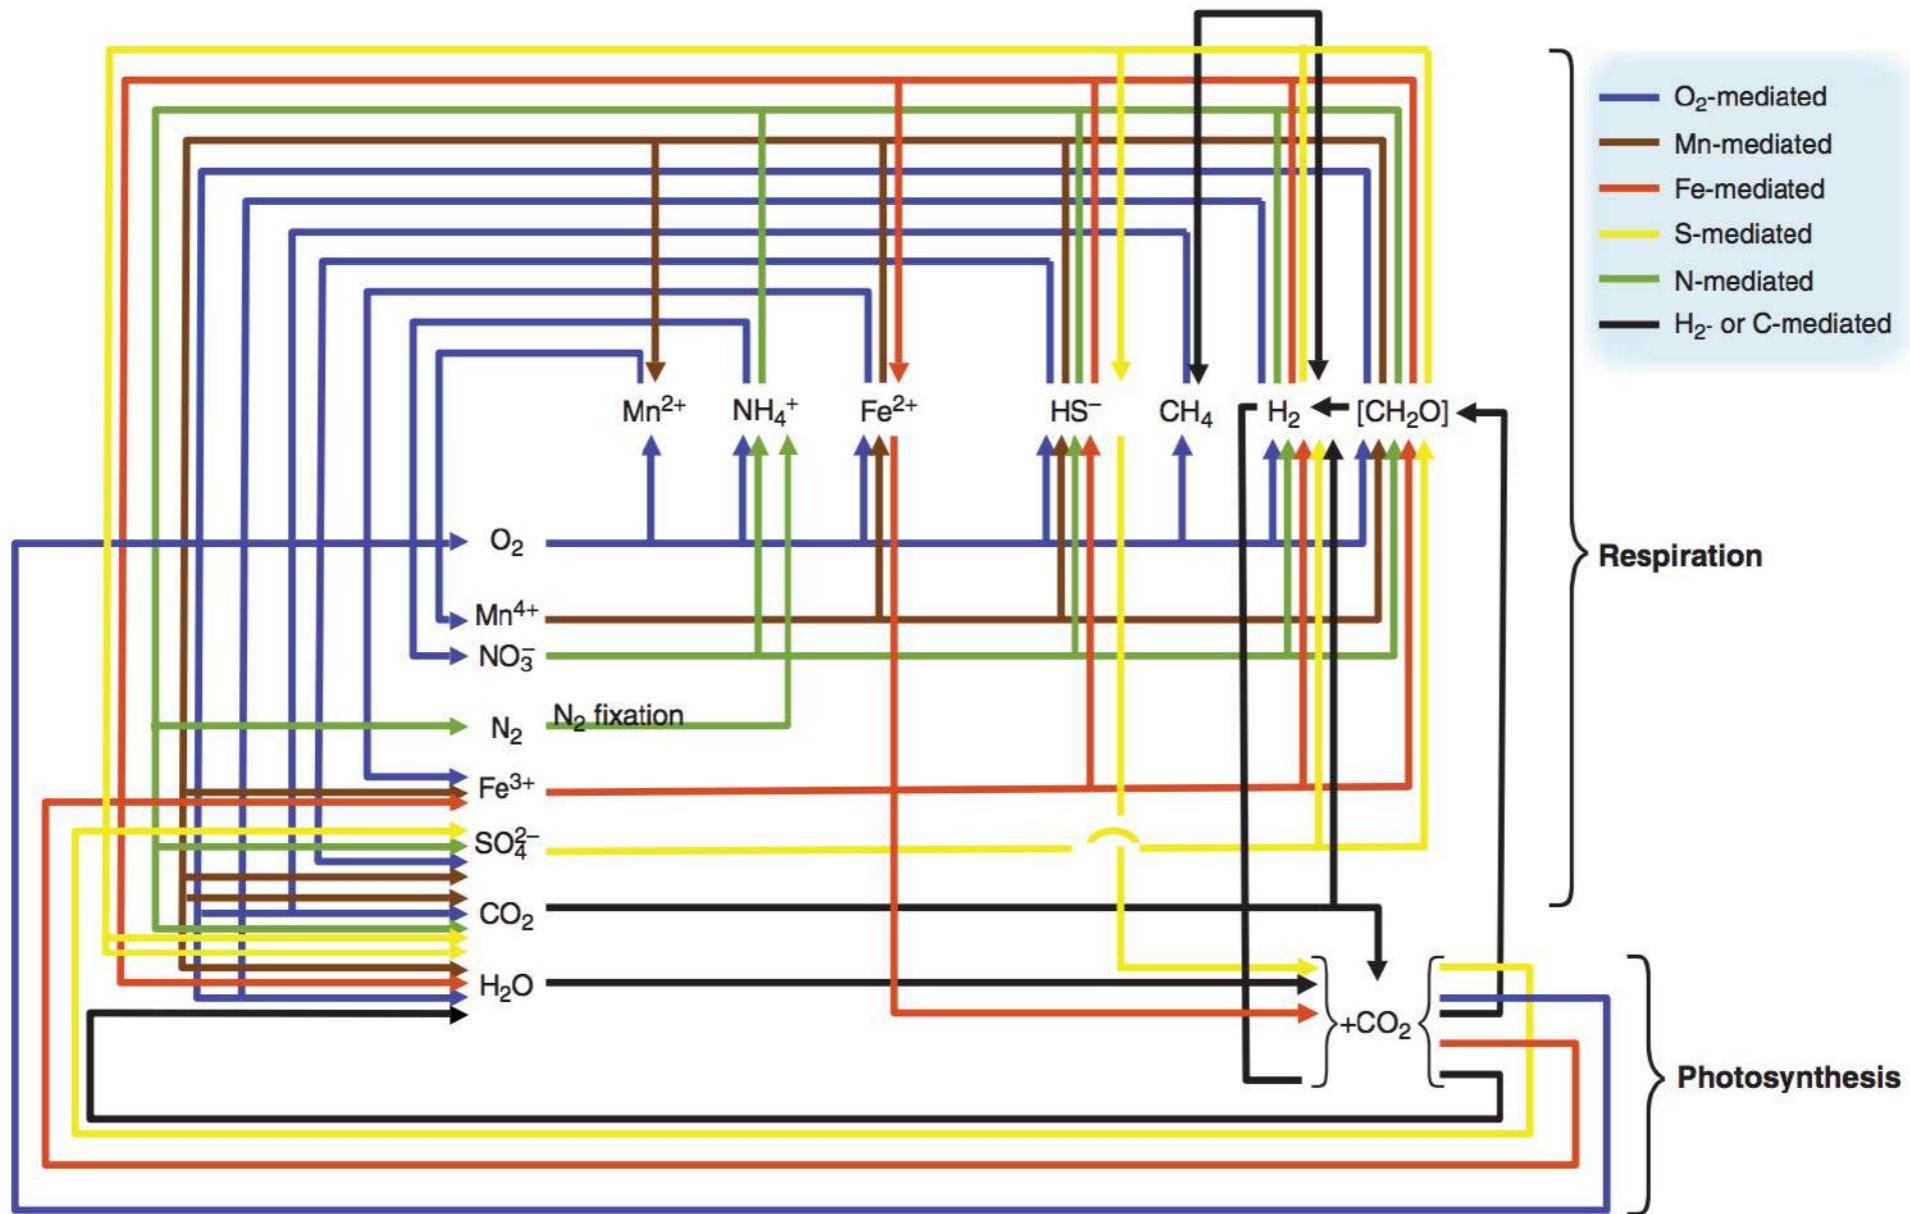 O₂-mediated
Mn-mediated
Fe-mediated
S-mediated
N-mediated
H₂- or C-mediated
Mn²⁺ NH₄⁺ Fe²⁺ HS⁻ CH₄ H₂ [CH₂O]
O₂
Respiration
Mn⁴⁺
NO₃⁻
N₂ fixation
N₂
Fe³⁺
SO₄²⁻
CO₂
H₂O
+CO₂
Photosynthesis